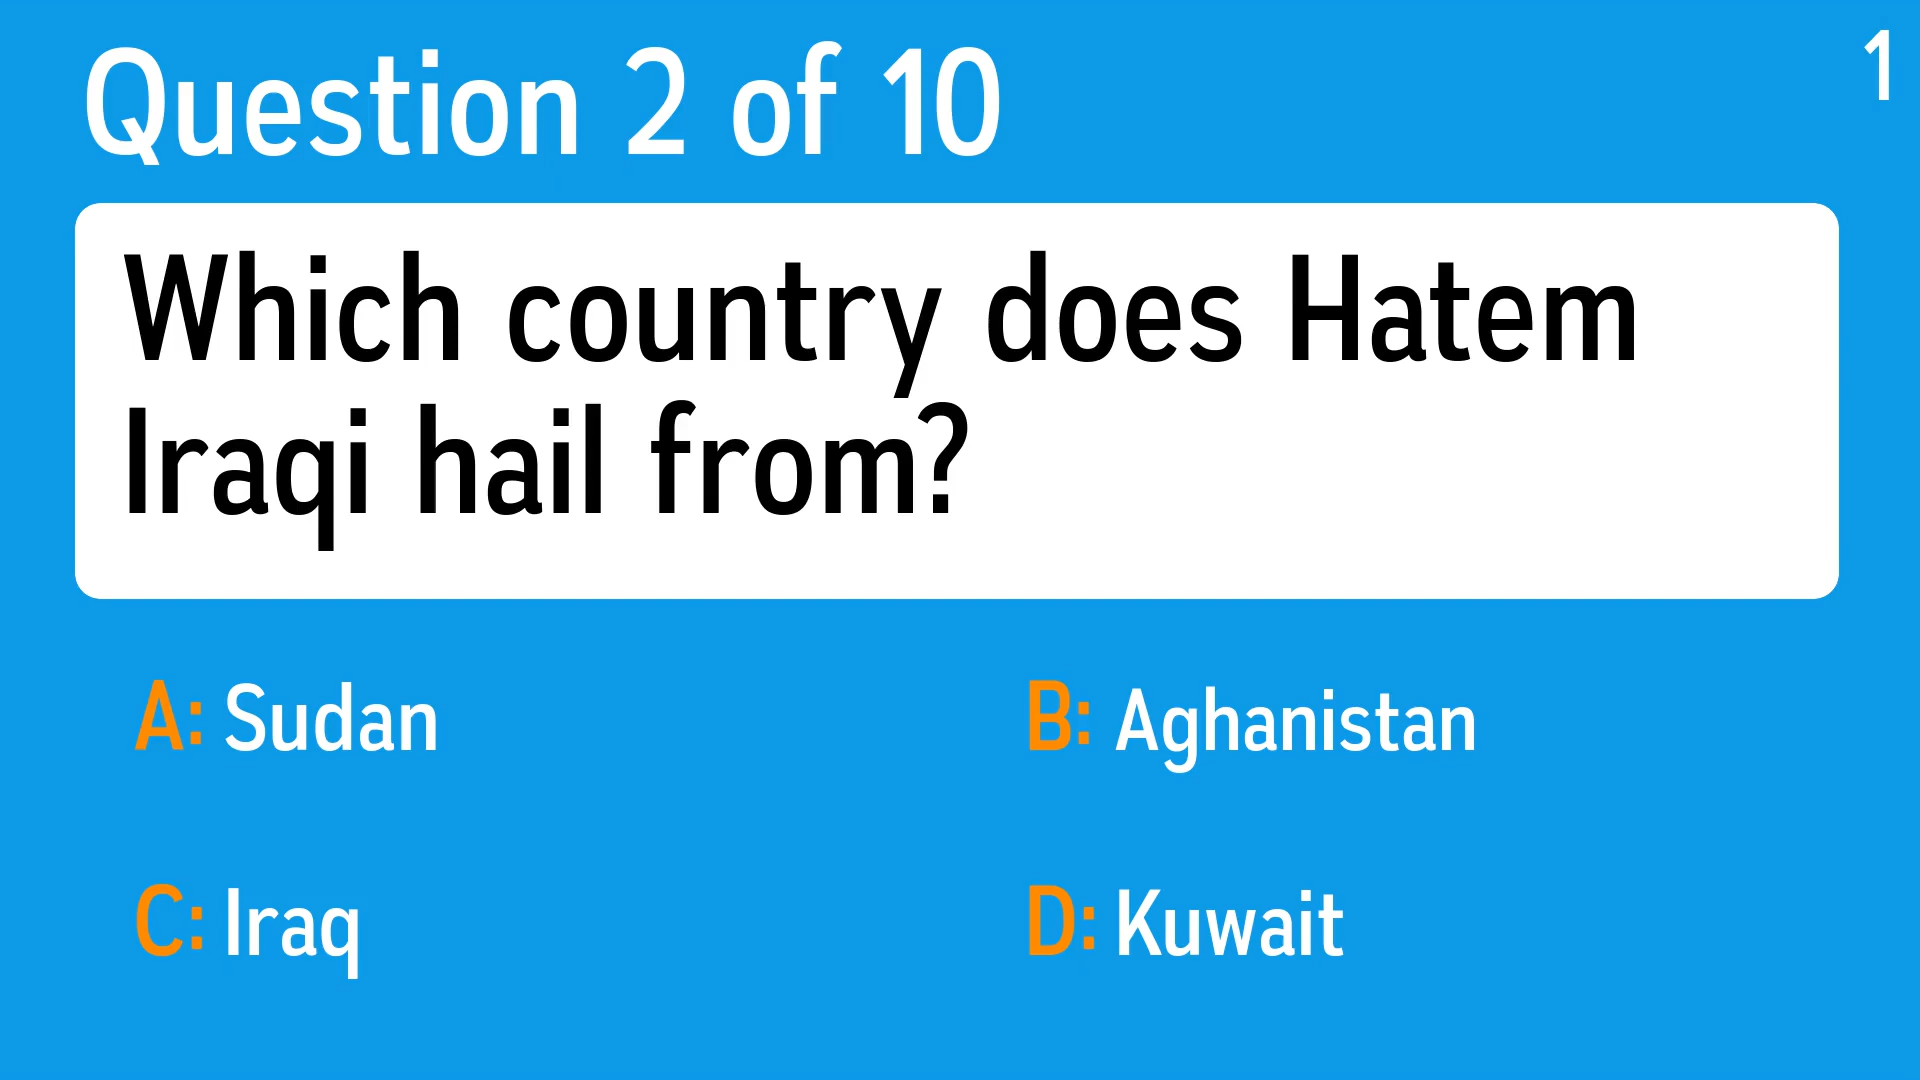 Question 2 of 10
1
Which country does Hatem
Iraqi hail from?
A: Sudan
B: Aghanistan
C: Iraq
D: Kuwait